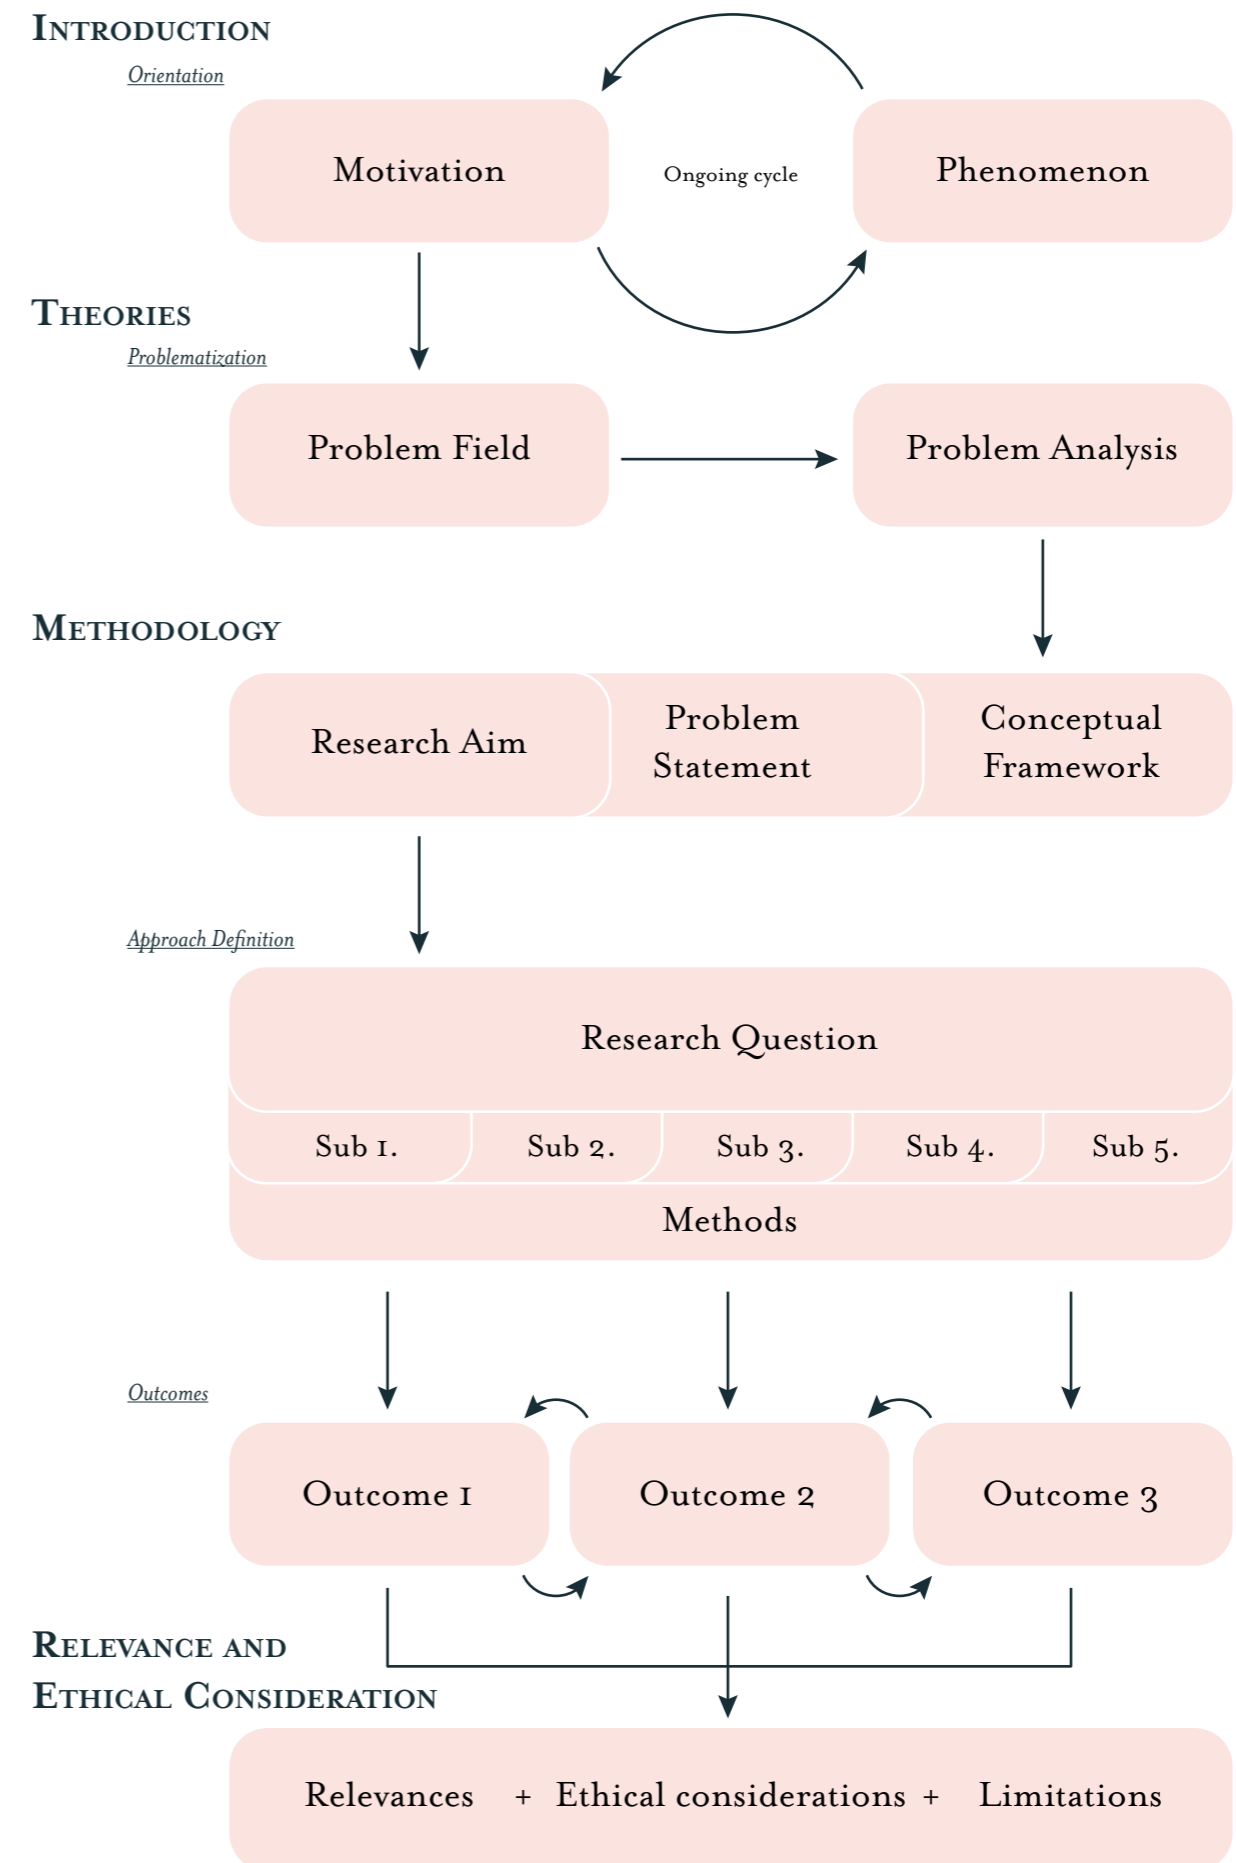 Introduction
Orientation
Motivation
Ongoing cycle
Phenomenon
Theories
Problematization
Problem Field
Problem Analysis
Methodology
Research Aim
Problem
Statement
Conceptual
Framework
Approach Definition
Research Question
Sub 1.
Sub 2.
Sub 3.
Sub 4.
Sub 5.
Methods
Outcomes
Outcome 1
Outcome 2
Outcome 3
Relevance and
Ethical Consideration
Relevances + Ethical considerations + Limitations